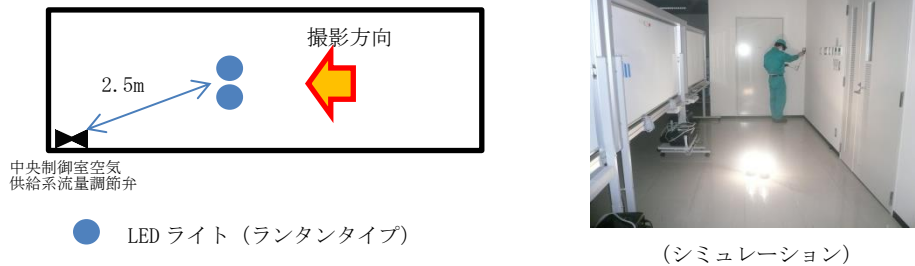 撮影方向
2.5m
中央制御室空気
供給系流量調節弁
LED ライト（ランタンタイプ）
（シミュレーション）